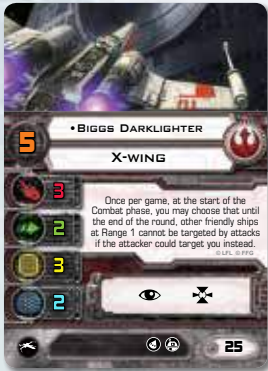 •Biggs Darklighter
5
X-wing
3
Once per game, at the start of the
Combat phase, you may choose that until
the end of the round, other friendly ships
at Range 1 cannot be targeted by attacks
if the attacker could target you instead.
© LFL © FFG
2
3
2
25